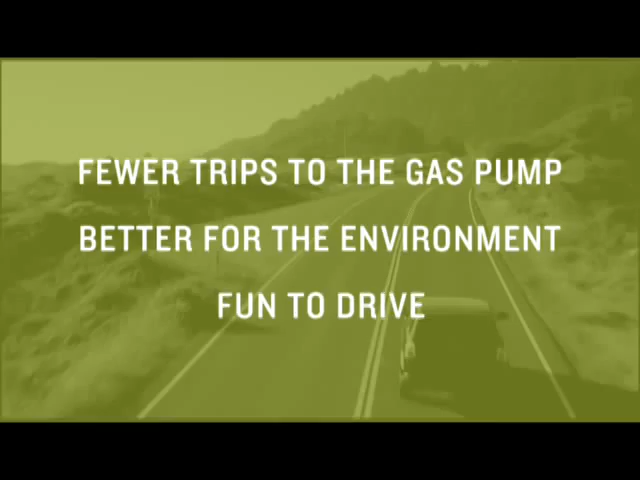 FEWER TRIPS TO THE GAS PUMP
BETTER FOR THE ENVIRONMENT
FUN TO DRIVE